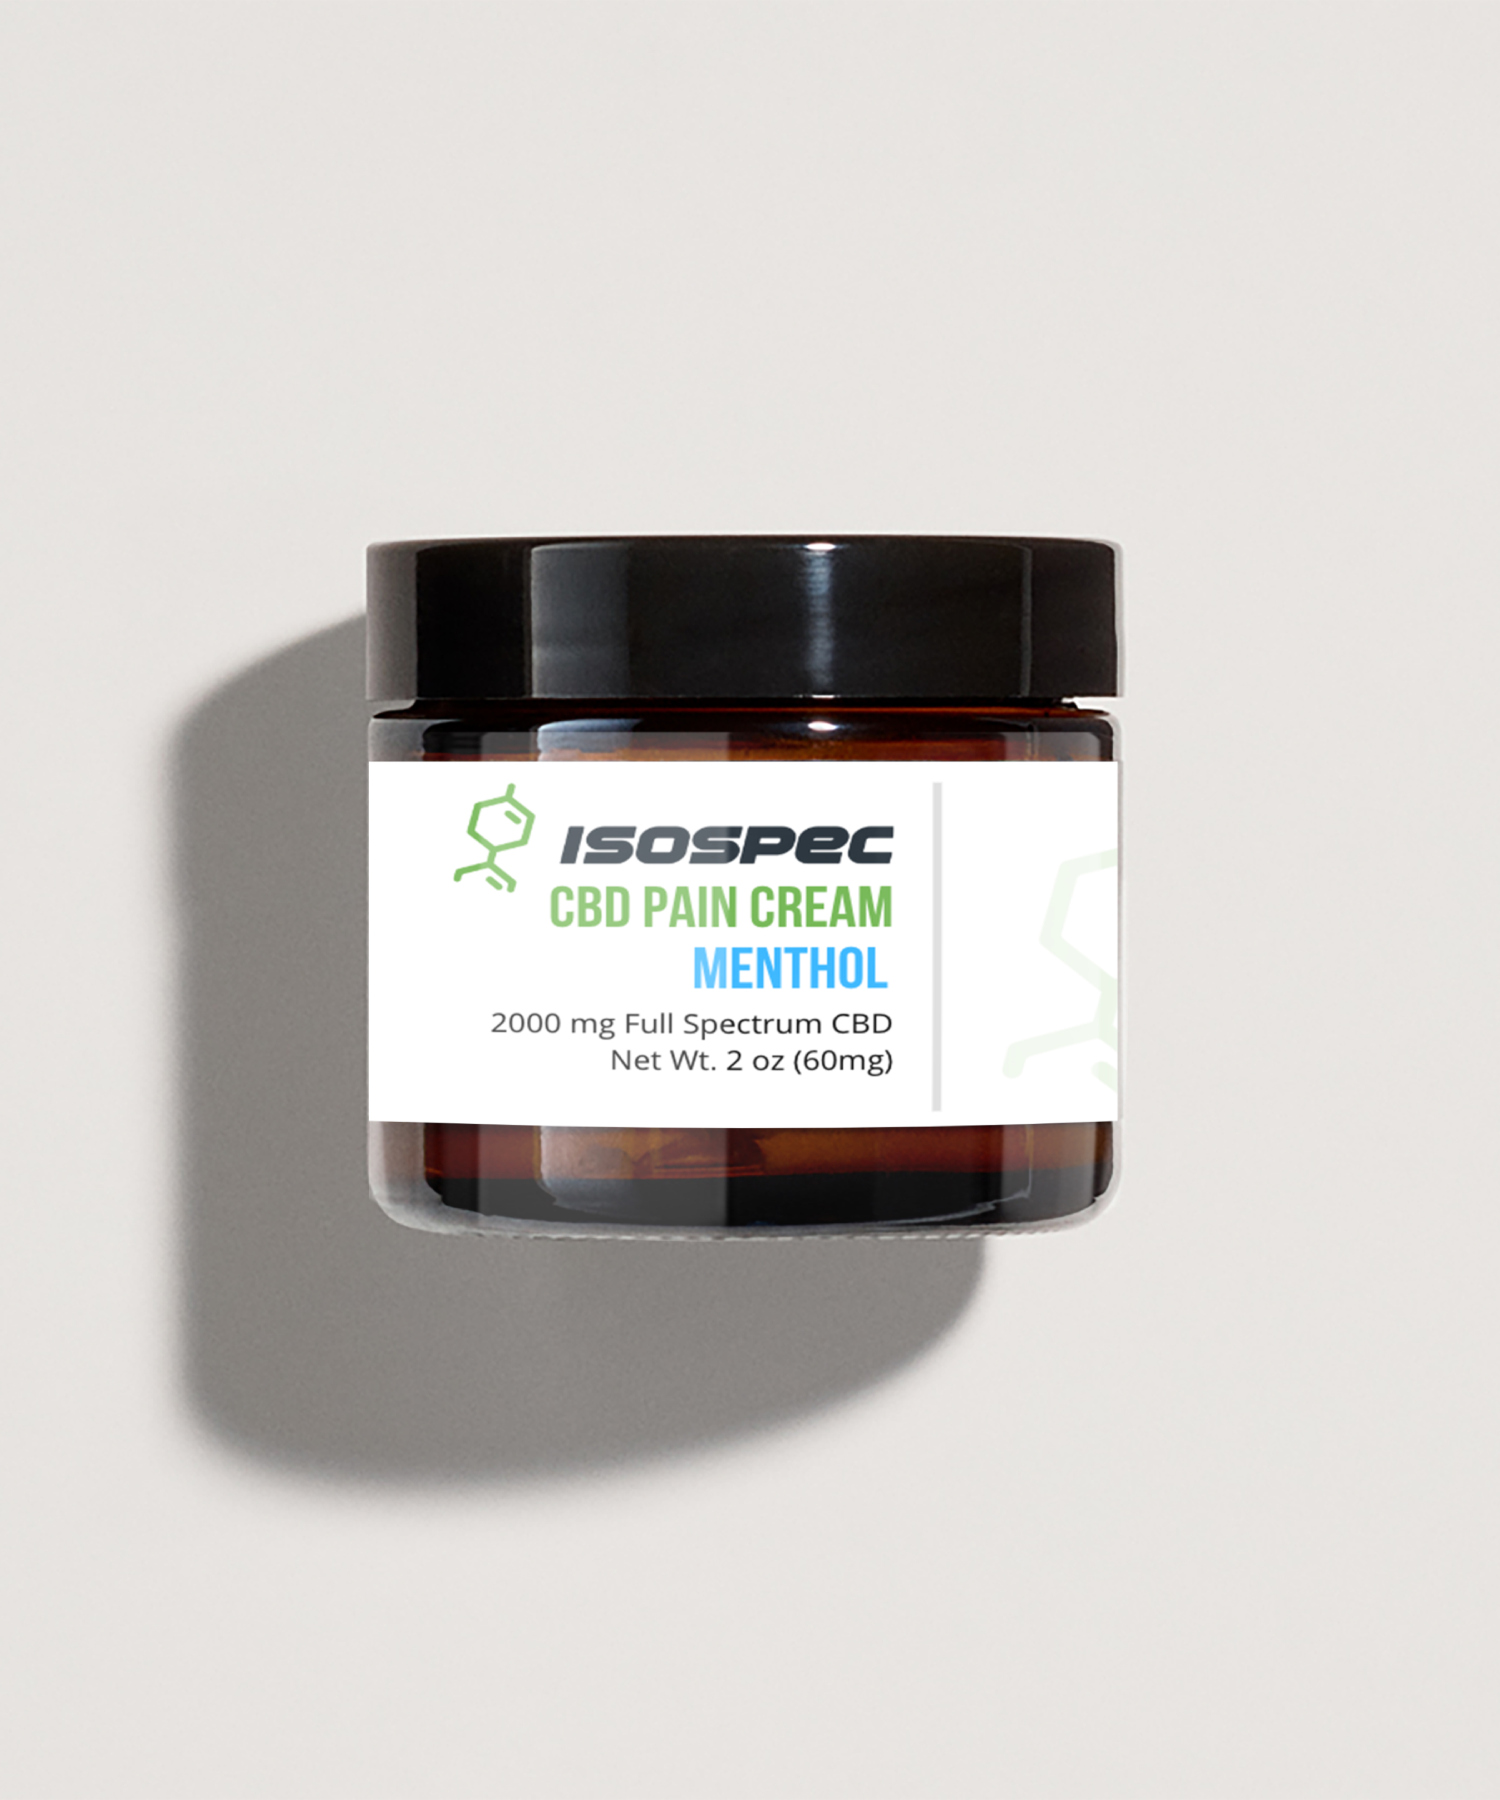 ISOSPEC
CBD PAIN CREAM
MENTHOL
2000 mg Full Spectrum CBD
Net Wt. 2 oz (60mg)